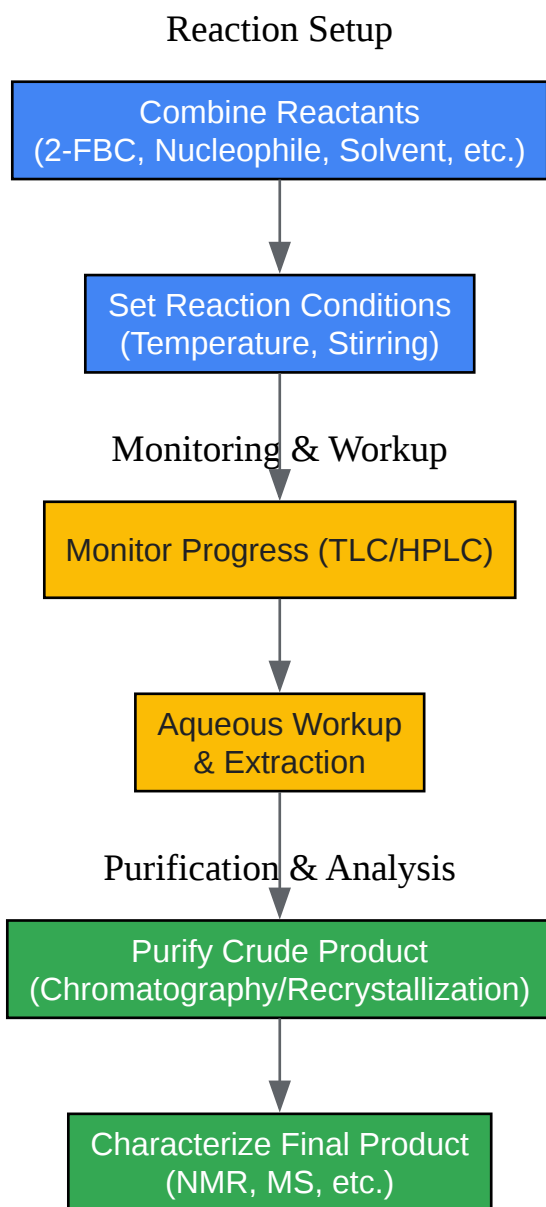 Reaction Setup
Combine Reactants
(2-FBC, Nucleophile, Solvent, etc.)
Set Reaction Conditions
(Temperature, Stirring)
Monitoring & Workup
Monitor Progress (TLC/HPLC)
Aqueous Workup
& Extraction
Purification & Analysis
Purify Crude Product
(Chromatography/Recrystallization)
Characterize Final Product
(NMR, MS, etc.)